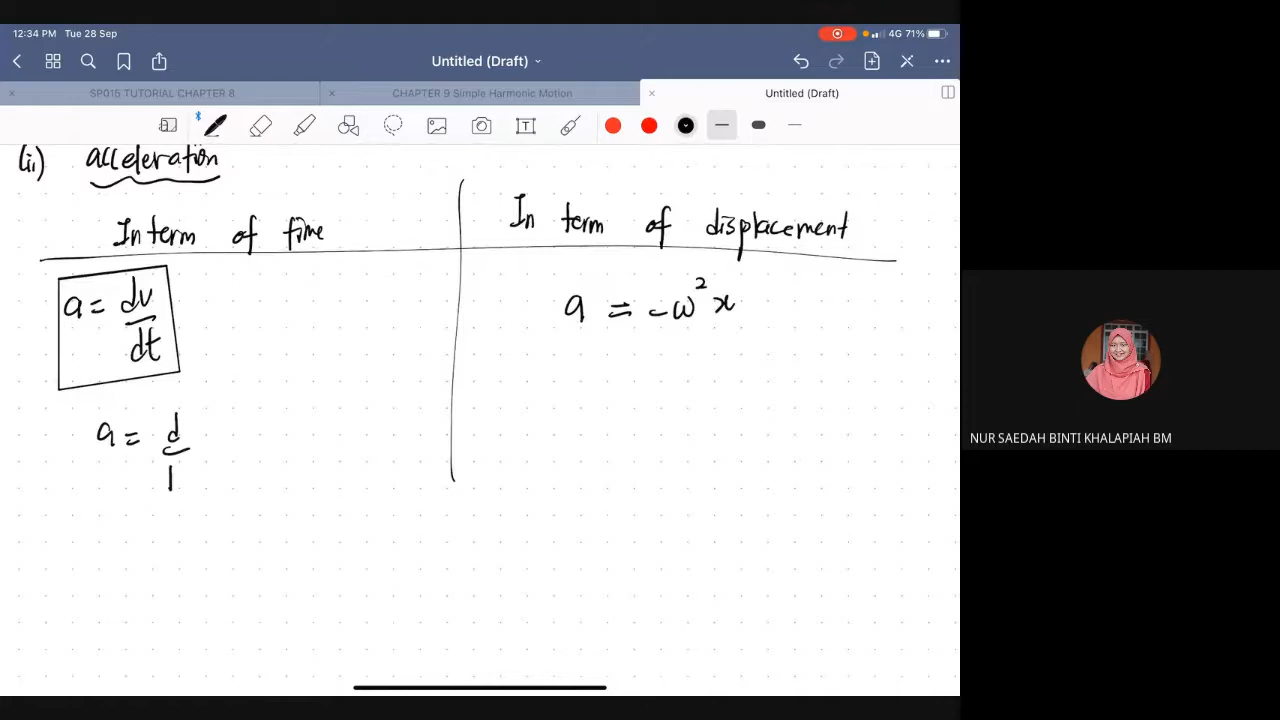 12:34 PM Tue 28 Sep 4G 71%
Untitled (Draft)
SP015 TUTORIAL CHAPTER 8 CHAPTER 9 Simple Harmonic Motion Untitled (Draft)
T
(ii) acceleration
In term of time
In term of displacement
a = dv/dt
a = -ω² x
a = d
NUR SAEDAH BINTI KHALAPIAH BM